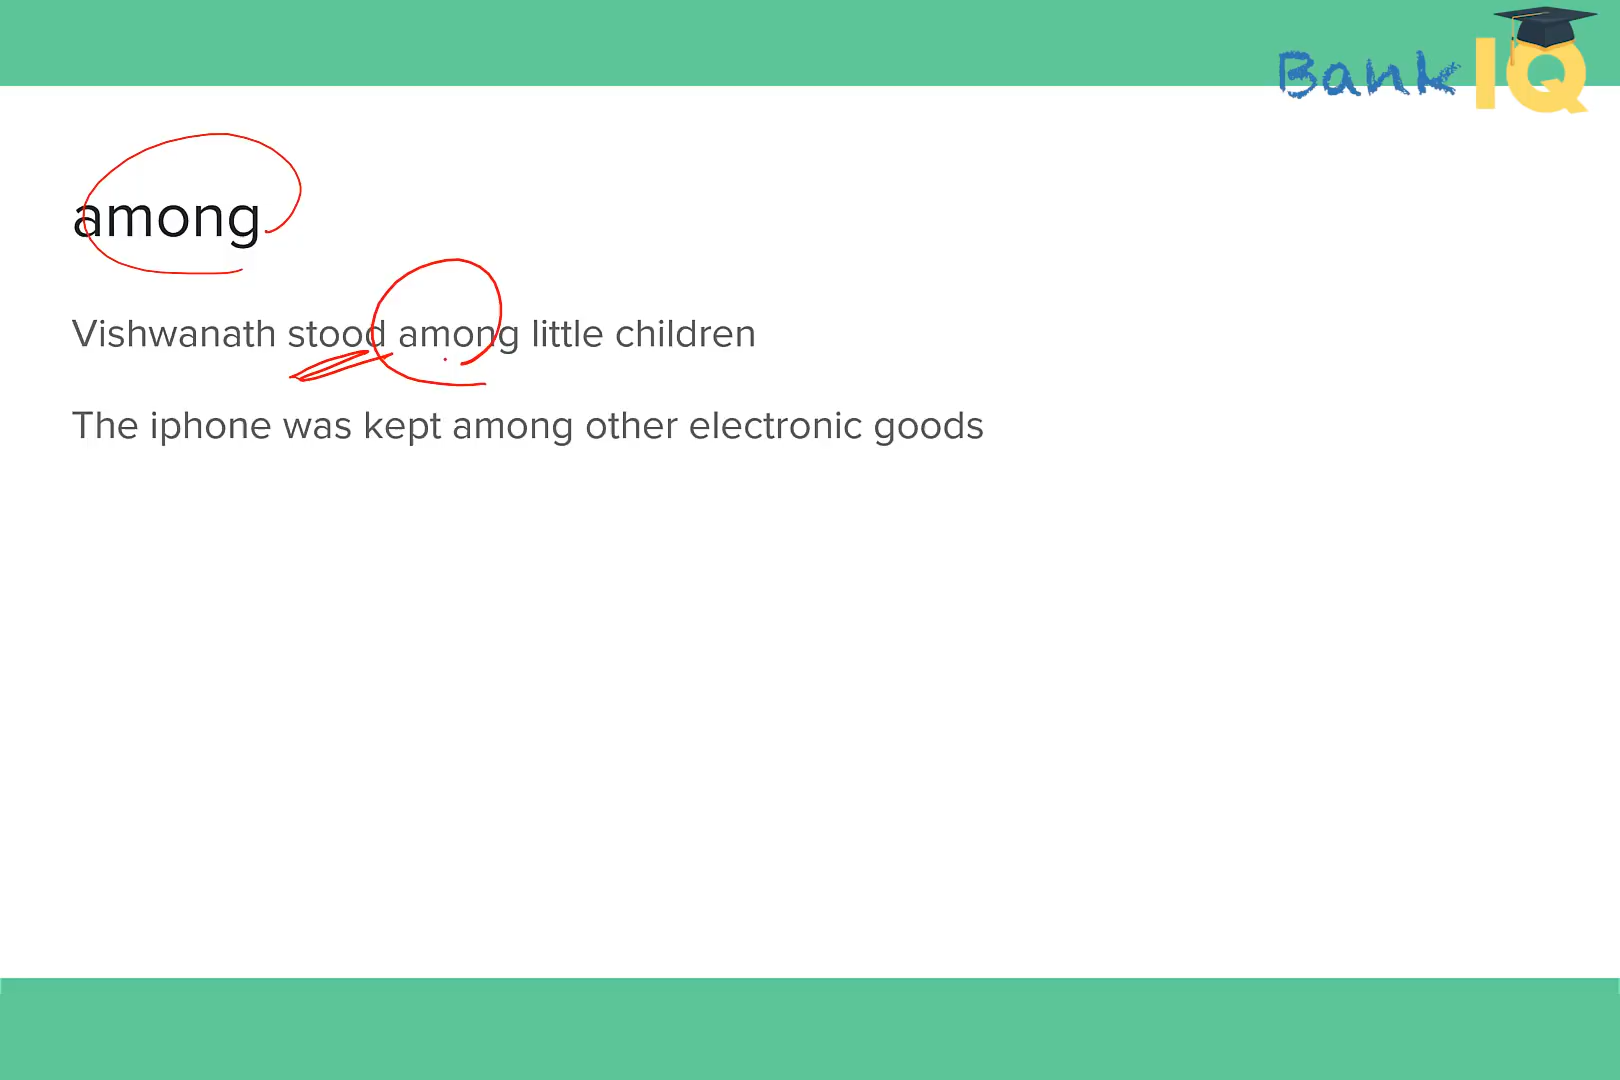 Bank IQ
among
Vishwanath stood among little children
The iphone was kept among other electronic goods